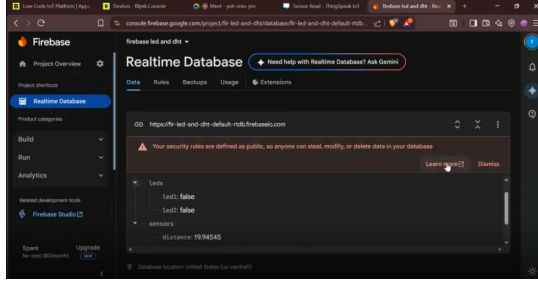 Low Code IoT Platform | Appx
Devices - Blynk.Console
Meet - yvh-zoio-ynz
Sensor Read - ThingSpeak IoT
firebase led and dht - Real
console.firebase.google.com/project/fir-led-and-dht/database/fir-led-and-dht-default-rtdb...
Firebase
firebase led and dht
Project Overview
Realtime Database
Need help with Realtime Database? Ask Gemini
Data
Rules
Backups
Usage
Extensions
Project shortcuts
Realtime Database
Product categories
https://fir-led-and-dht-default-rtdb.firebaseio.com
Your security rules are defined as public, so anyone can steal, modify, or delete data in your database
Learn more
Dismiss
Build
Run
Analytics
leds
led1: false
led2: false
sensors
distance: 19.94545
Related development tools
Firebase Studio
Spark
No-cost ($0/month)
Upgrade
NEW
Database location: United States (us-central1)